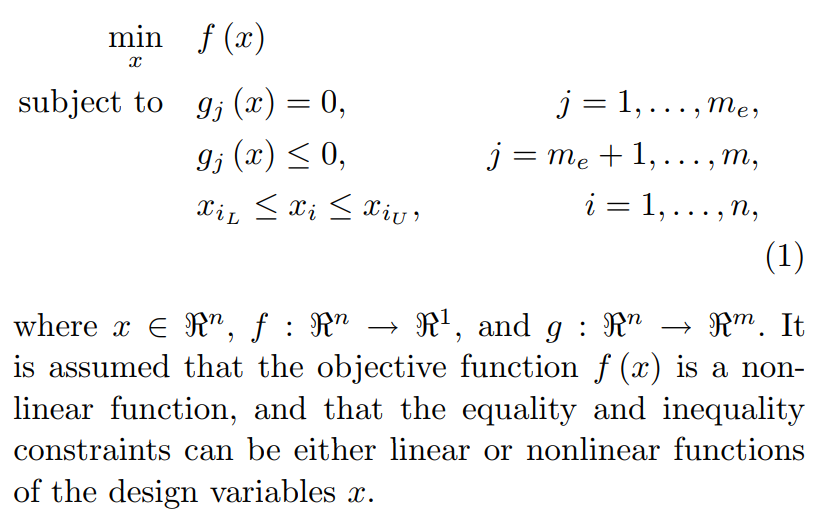 min x f (x)
subject to g_j (x) = 0, j = 1, . . . , m_e,
g_j (x) ≤ 0, j = m_e + 1, . . . , m,
x_{i_L} ≤ x_i ≤ x_{i_U}, i = 1, . . . , n,
(1)
where x ∈ ℜ^n, f : ℜ^n → ℜ^1, and g : ℜ^n → ℜ^m. It
is assumed that the objective function f (x) is a non-
linear function, and that the equality and inequality
constraints can be either linear or nonlinear functions
of the design variables x.